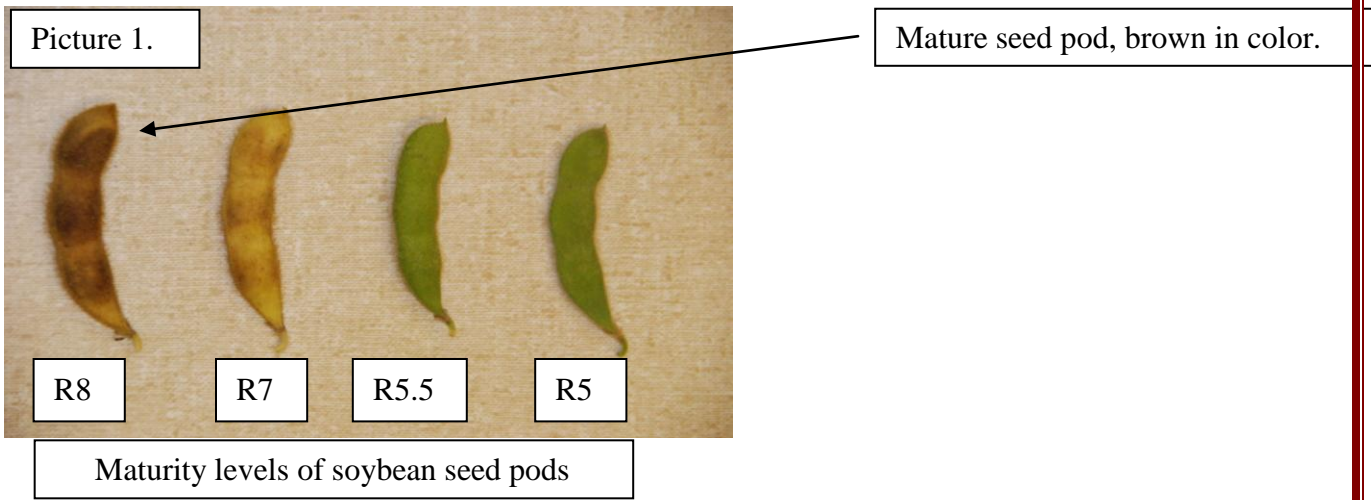 Picture 1.
Mature seed pod, brown in color.
R8
R7
R5.5
R5
Maturity levels of soybean seed pods